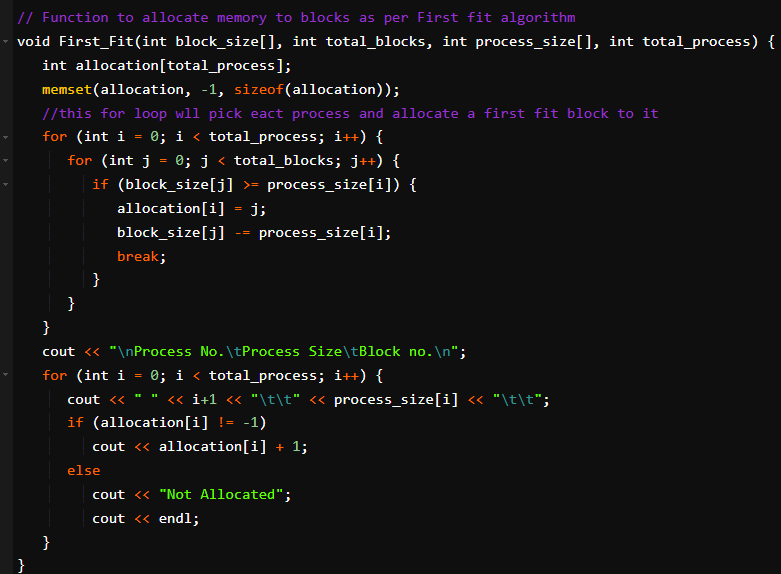 // Function to allocate memory to blocks as per First fit algorithm
void First_Fit(int block_size[], int total_blocks, int process_size[], int total_process) {
   int allocation[total_process];
   memset(allocation, -1, sizeof(allocation));
   //this for loop wll pick eact process and allocate a first fit block to it
   for (int i = 0; i < total_process; i++) {
      for (int j = 0; j < total_blocks; j++) {
         if (block_size[j] >= process_size[i]) {
            allocation[i] = j;
            block_size[j] -= process_size[i];
            break;
         }
      }
   }
   cout << "\nProcess No.\tProcess Size\tBlock no.\n";
   for (int i = 0; i < total_process; i++) {
      cout << " " << i+1 << "\t\t" << process_size[i] << "\t\t";
      if (allocation[i] != -1)
         cout << allocation[i] + 1;
      else
         cout << "Not Allocated";
         cout << endl;
   }
}